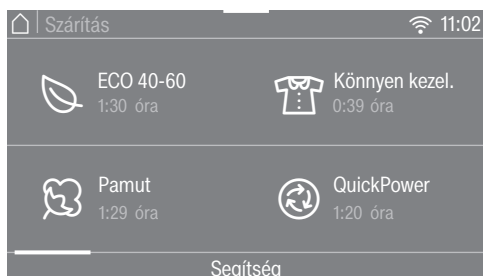 Szárítás 11:02
ECO 40-60 Könnyen kezel.
1:30 óra 0:39 óra
Pamut QuickPower
1:29 óra 1:20 óra
Segítség